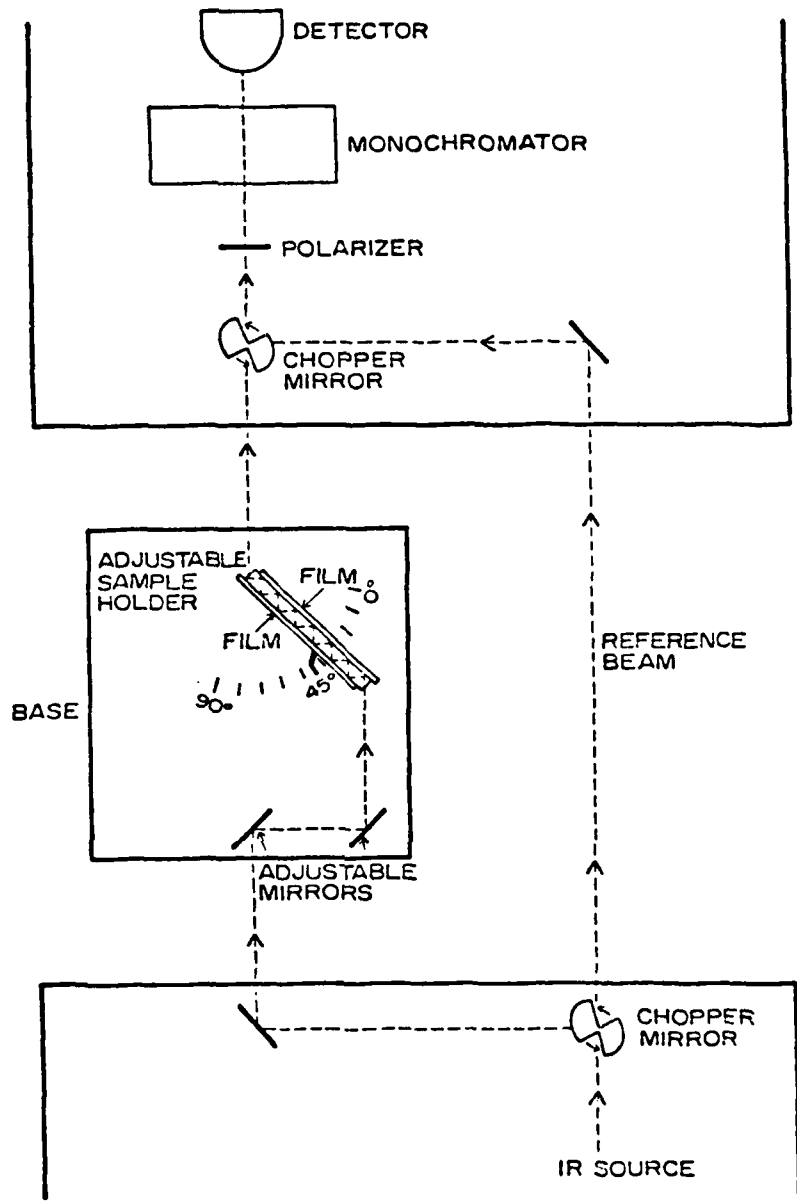 DETECTOR
MONOCHROMATOR
POLARIZER
CHOPPER
MIRROR
ADJUSTABLE
SAMPLE
HOLDER
FILM
0°
FILM
45°
90°
REFERENCE
BEAM
BASE
ADJUSTABLE
MIRRORS
CHOPPER
MIRROR
IR SOURCE